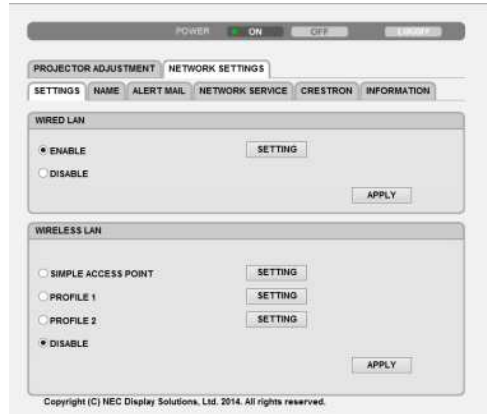 POWER ON OFF LOGOFF
PROJECTOR ADJUSTMENT NETWORK SETTINGS
SETTINGS NAME ALERT MAIL NETWORK SERVICE CRESTRON INFORMATION
WIRED LAN
ENABLE SETTING
DISABLE
APPLY
WIRELESS LAN
SIMPLE ACCESS POINT SETTING
PROFILE 1 SETTING
PROFILE 2 SETTING
DISABLE
APPLY
Copyright (C) NEC Display Solutions, Ltd. 2014. All rights reserved.